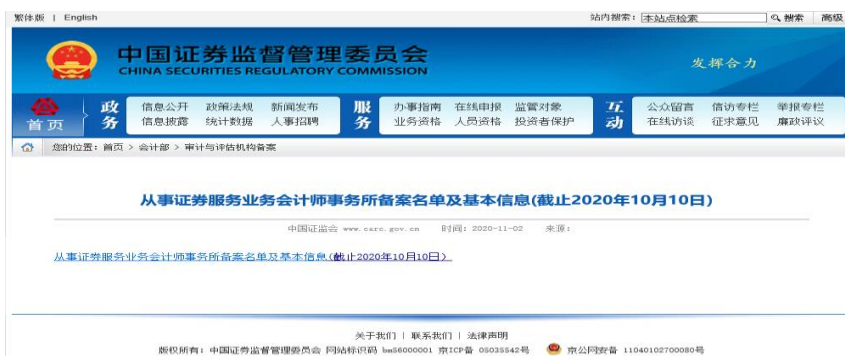 繁体版 | English 站内搜索: 本站点检索 搜索 高级
中国证券监督管理委员会
CHINA SECURITIES REGULATORY COMMISSION
发挥合力
首页
政务
信息公开 政策法规 新闻发布
信息披露 统计数据 人事招聘
服务
办事指南 在线申报 监管对象
业务资格 人员资格 投资者保护
互动
公众留言 信访专栏 举报专栏
在线访谈 征求意见 廉政评议
您的位置: 首页 > 会计部 > 审计与评估机构备案
从事证券服务业务会计师事务所备案名单及基本信息(截止2020年10月10日)
中国证监会 www.csrc.gov.cn 时间: 2020-11-02 来源:
从事证券服务业务会计师事务所备案名单及基本信息(截止2020年10月10日)
关于我们 | 联系我们 | 法律声明
版权所有: 中国证券监督管理委员会 网站标识码 bm56000001 京ICP备 05035542号 京公网安备 11040102700080号